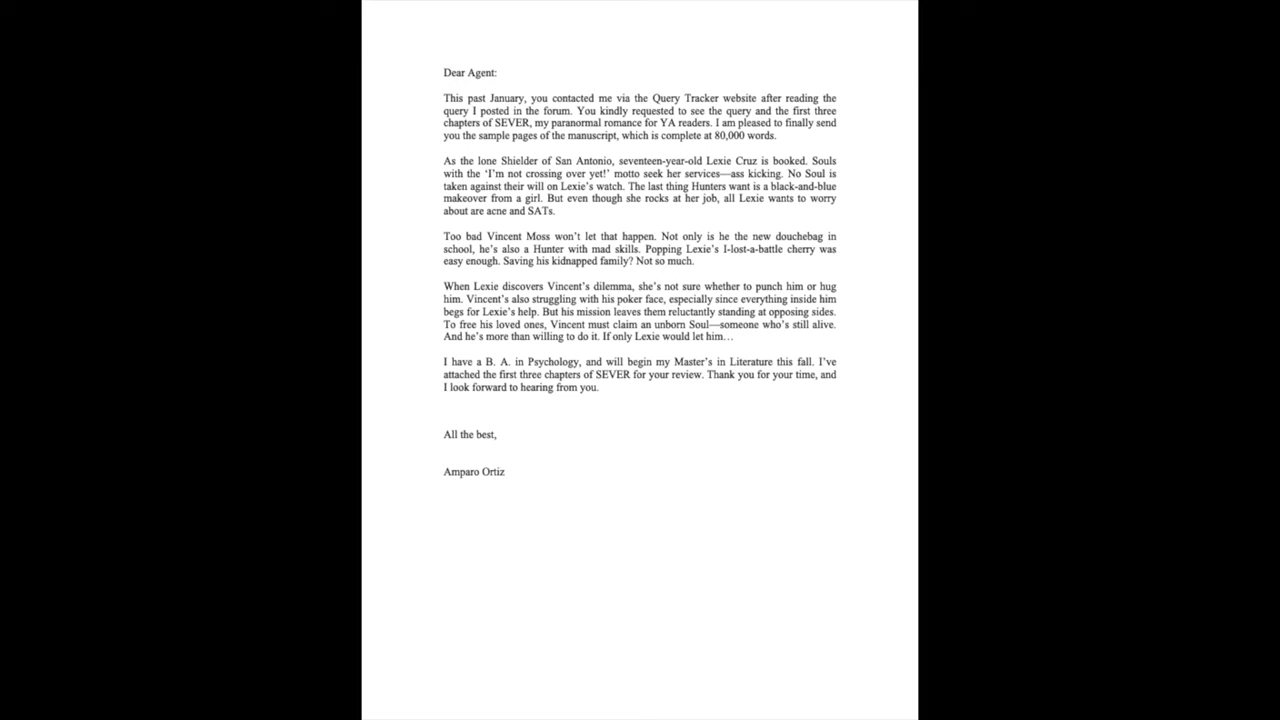 Dear Agent:
This past January, you contacted me via the Query Tracker website after reading the
query I posted in the forum. You kindly requested to see the query and the first three
chapters of SEVER, my paranormal romance for YA readers. I am pleased to finally send
you the sample pages of the manuscript, which is complete at 80,000 words.
As the lone Shielder of San Antonio, seventeen-year-old Lexie Cruz is booked. Souls
with the ‘I’m not crossing over yet!’ motto seek her services—ass kicking. No Soul is
taken against their will on Lexie’s watch. The last thing Hunters want is a black-and-blue
makeover from a girl. But even though she rocks at her job, all Lexie wants to worry
about are acne and SATs.
Too bad Vincent Moss won’t let that happen. Not only is he the new douchebag in
school, he’s also a Hunter with mad skills. Popping Lexie’s I-lost-a-battle cherry was
easy enough. Saving his kidnapped family? Not so much.
When Lexie discovers Vincent’s dilemma, she’s not sure whether to punch him or hug
him. Vincent’s also struggling with his poker face, especially since everything inside him
begs for Lexie’s help. But his mission leaves them reluctantly standing at opposing sides.
To free his loved ones, Vincent must claim an unborn Soul—someone who’s still alive.
And he’s more than willing to do it. If only Lexie would let him…
I have a B. A. in Psychology, and will begin my Master’s in Literature this fall. I’ve
attached the first three chapters of SEVER for your review. Thank you for your time, and
I look forward to hearing from you.
All the best,
Amparo Ortiz